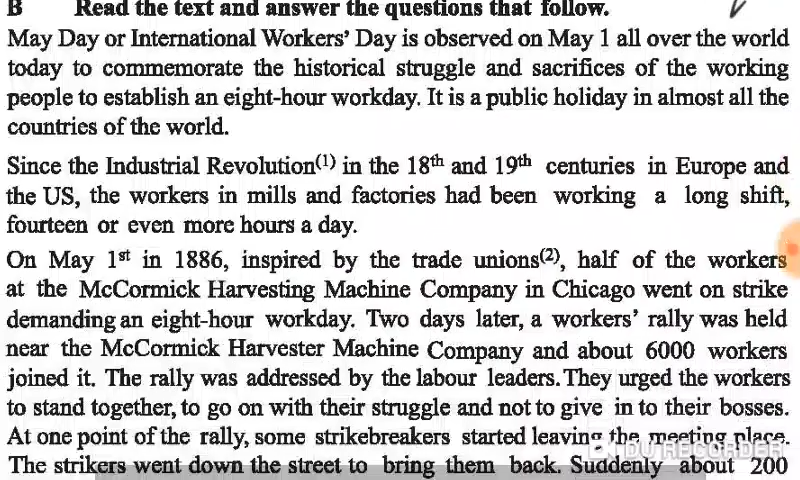 B Read the text and answer the questions that follow.
May Day or International Workers' Day is observed on May 1 all over the world
today to commemorate the historical struggle and sacrifices of the working
people to establish an eight-hour workday. It is a public holiday in almost all the
countries of the world.
Since the Industrial Revolution(1) in the 18th and 19th centuries in Europe and
the US, the workers in mills and factories had been working a long shift,
fourteen or even more hours a day.
On May 1st in 1886, inspired by the trade unions(2), half of the workers
at the McCormick Harvesting Machine Company in Chicago went on strike
demanding an eight-hour workday. Two days later, a workers' rally was held
near the McCormick Harvester Machine Company and about 6000 workers
joined it. The rally was addressed by the labour leaders. They urged the workers
to stand together, to go on with their struggle and not to give in to their bosses.
At one point of the rally, some strikebreakers started leaving the meeting place.
DU RECORDER
The strikers went down the street to bring them back. Suddenly about 200